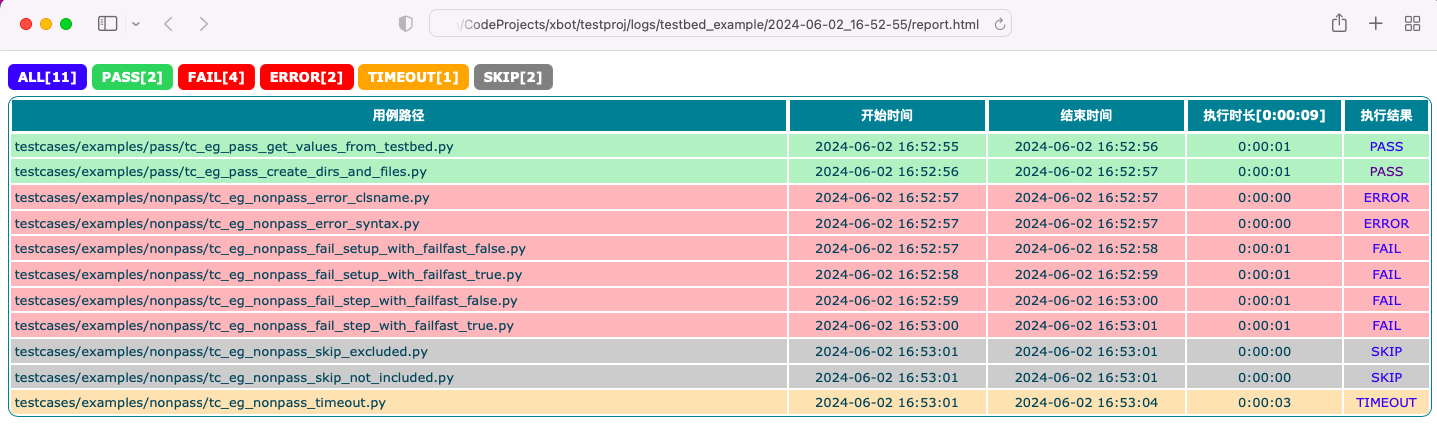 /CodeProjects/xbot/testproj/logs/testbed_example/2024-06-02_16-52-55/report.html
ALL[11] PASS[2] FAIL[4] ERROR[2] TIMEOUT[1] SKIP[2]
用例路径 开始时间 结束时间 执行时长[0:00:09] 执行结果
testcases/examples/pass/tc_eg_pass_get_values_from_testbed.py 2024-06-02 16:52:55 2024-06-02 16:52:56 0:00:01 PASS
testcases/examples/pass/tc_eg_pass_create_dirs_and_files.py 2024-06-02 16:52:56 2024-06-02 16:52:57 0:00:01 PASS
testcases/examples/nonpass/tc_eg_nonpass_error_clsname.py 2024-06-02 16:52:57 2024-06-02 16:52:57 0:00:00 ERROR
testcases/examples/nonpass/tc_eg_nonpass_error_syntax.py 2024-06-02 16:52:57 2024-06-02 16:52:57 0:00:00 ERROR
testcases/examples/nonpass/tc_eg_nonpass_fail_setup_with_failfast_false.py 2024-06-02 16:52:57 2024-06-02 16:52:58 0:00:01 FAIL
testcases/examples/nonpass/tc_eg_nonpass_fail_setup_with_failfast_true.py 2024-06-02 16:52:58 2024-06-02 16:52:59 0:00:01 FAIL
testcases/examples/nonpass/tc_eg_nonpass_fail_step_with_failfast_false.py 2024-06-02 16:52:59 2024-06-02 16:53:00 0:00:01 FAIL
testcases/examples/nonpass/tc_eg_nonpass_fail_step_with_failfast_true.py 2024-06-02 16:53:00 2024-06-02 16:53:01 0:00:01 FAIL
testcases/examples/nonpass/tc_eg_nonpass_skip_excluded.py 2024-06-02 16:53:01 2024-06-02 16:53:01 0:00:00 SKIP
testcases/examples/nonpass/tc_eg_nonpass_skip_not_included.py 2024-06-02 16:53:01 2024-06-02 16:53:01 0:00:00 SKIP
testcases/examples/nonpass/tc_eg_nonpass_timeout.py 2024-06-02 16:53:01 2024-06-02 16:53:04 0:00:03 TIMEOUT